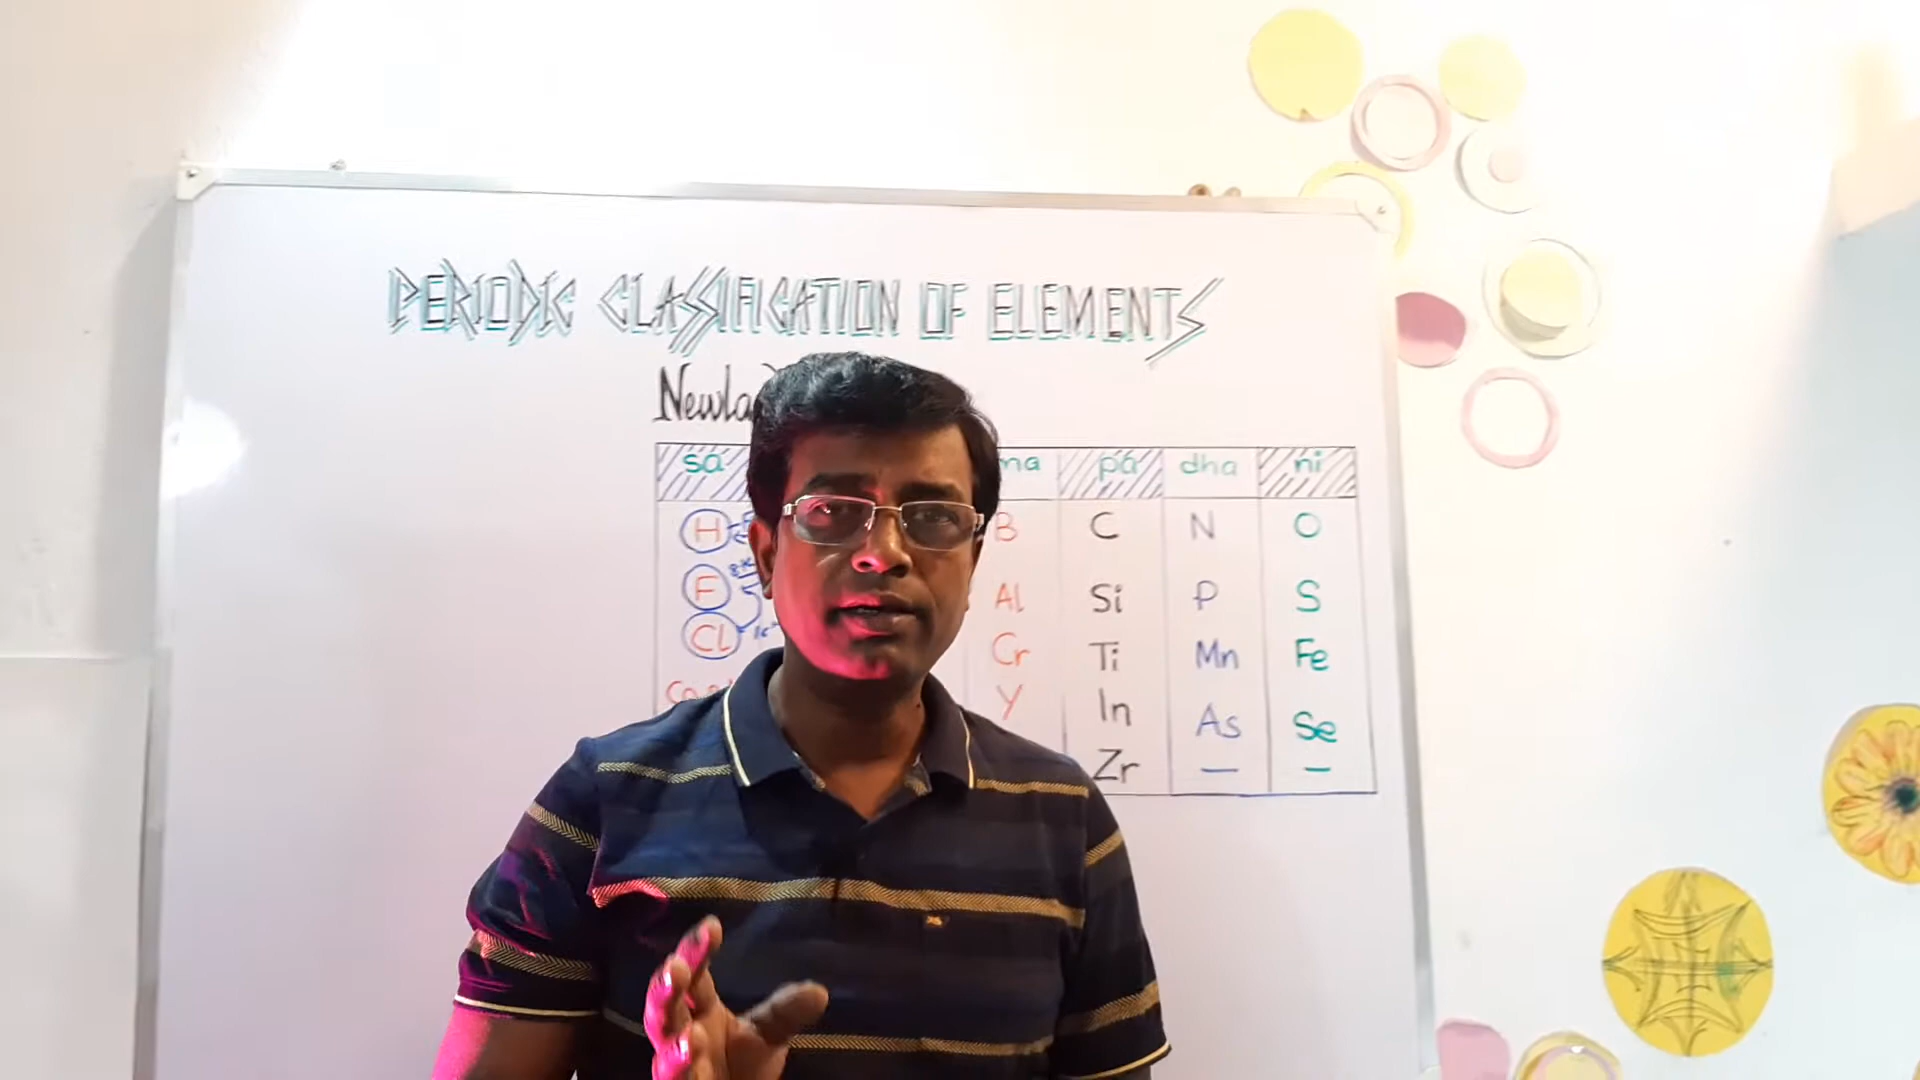 PERIODIC CLASSIFICATION OF ELEMENTS
sa ma pa dha ni
H B C N O
F Al Si P S
Cl Cr Ti Mn Fe
Y In As Se
Zr — —